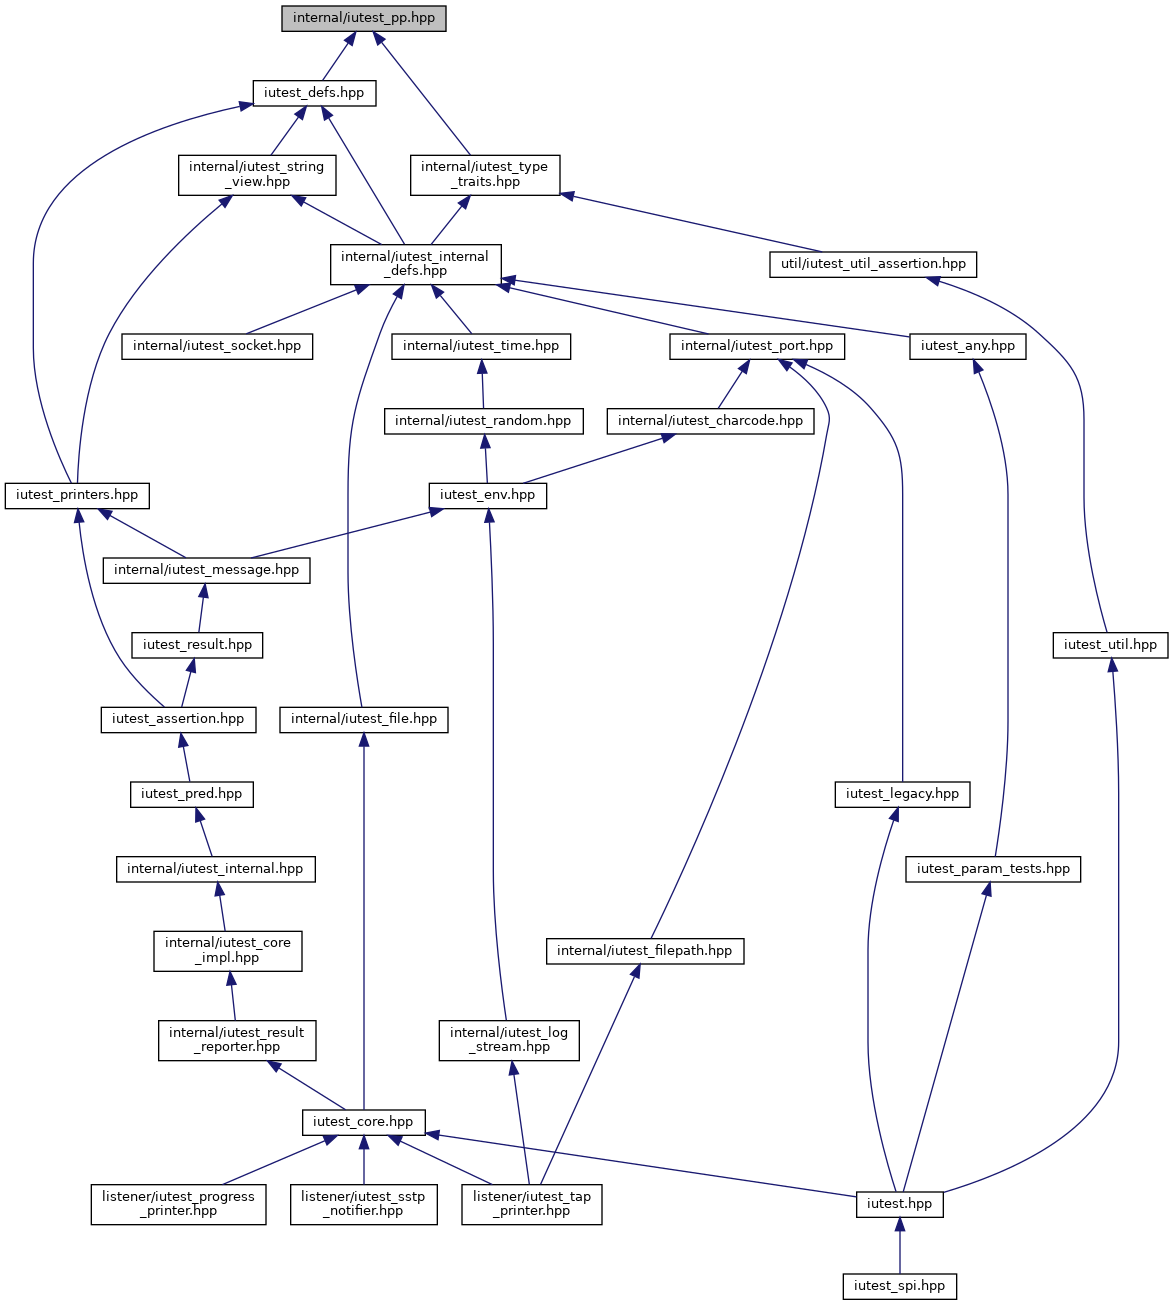 internal/iutest_pp.hpp
iutest_defs.hpp
internal/iutest_string
_view.hpp
internal/iutest_type
_traits.hpp
internal/iutest_internal
_defs.hpp
util/iutest_util_assertion.hpp
internal/iutest_socket.hpp
internal/iutest_time.hpp
internal/iutest_port.hpp
iutest_any.hpp
internal/iutest_random.hpp
internal/iutest_charcode.hpp
iutest_printers.hpp
iutest_env.hpp
internal/iutest_message.hpp
iutest_result.hpp
iutest_util.hpp
iutest_assertion.hpp
internal/iutest_file.hpp
iutest_pred.hpp
iutest_legacy.hpp
internal/iutest_internal.hpp
iutest_param_tests.hpp
internal/iutest_core
_impl.hpp
internal/iutest_filepath.hpp
internal/iutest_result
_reporter.hpp
internal/iutest_log
_stream.hpp
iutest_core.hpp
listener/iutest_progress
_printer.hpp
listener/iutest_sstp
_notifier.hpp
listener/iutest_tap
_printer.hpp
iutest.hpp
iutest_spi.hpp